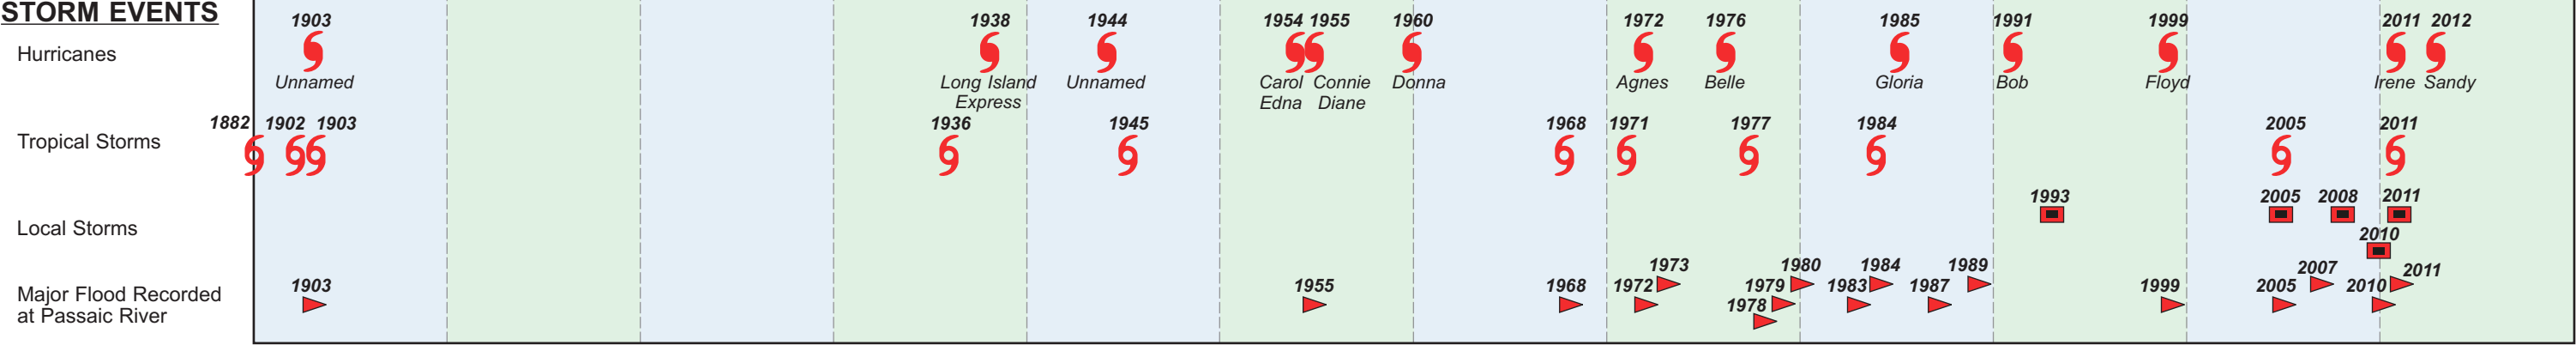 STORM EVENTS
1903 1938 1944 1954 1955 1960 1972 1976 1985 1991 1999 2011 2012
Hurricanes
Unnamed Long Island Unnamed Carol Connie Donna Agnes Belle Gloria Bob Floyd Irene Sandy
Express Edna Diane
1882 1902 1903 1936 1945 1968 1971 1977 1984 2005 2011
Tropical Storms
1993 2005 2008 2011
Local Storms
2010
1973 1980 1984 1989 2007 2011
1903 1955 1968 1972 1979 1983 1987 1999 2005 2010
Major Flood Recorded
1978
at Passaic River